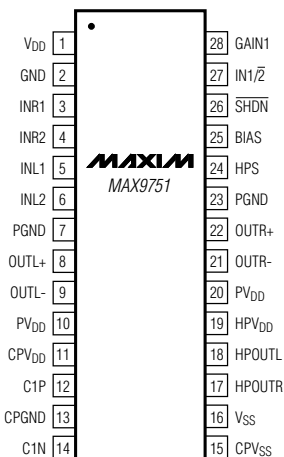 VDD 1
GND 2
INR1 3
INR2 4
INL1 5
INL2 6
PGND 7
OUTL+ 8
OUTL- 9
PVDD 10
CPVDD 11
C1P 12
CPGND 13
C1N 14
MAXIM
MAX9751
28 GAIN1
27 IN1/2̅
26 S̅H̅D̅N̅
25 BIAS
24 HPS
23 PGND
22 OUTR+
21 OUTR-
20 PVDD
19 HPVDD
18 HPOUTL
17 HPOUTR
16 VSS
15 CPVSS